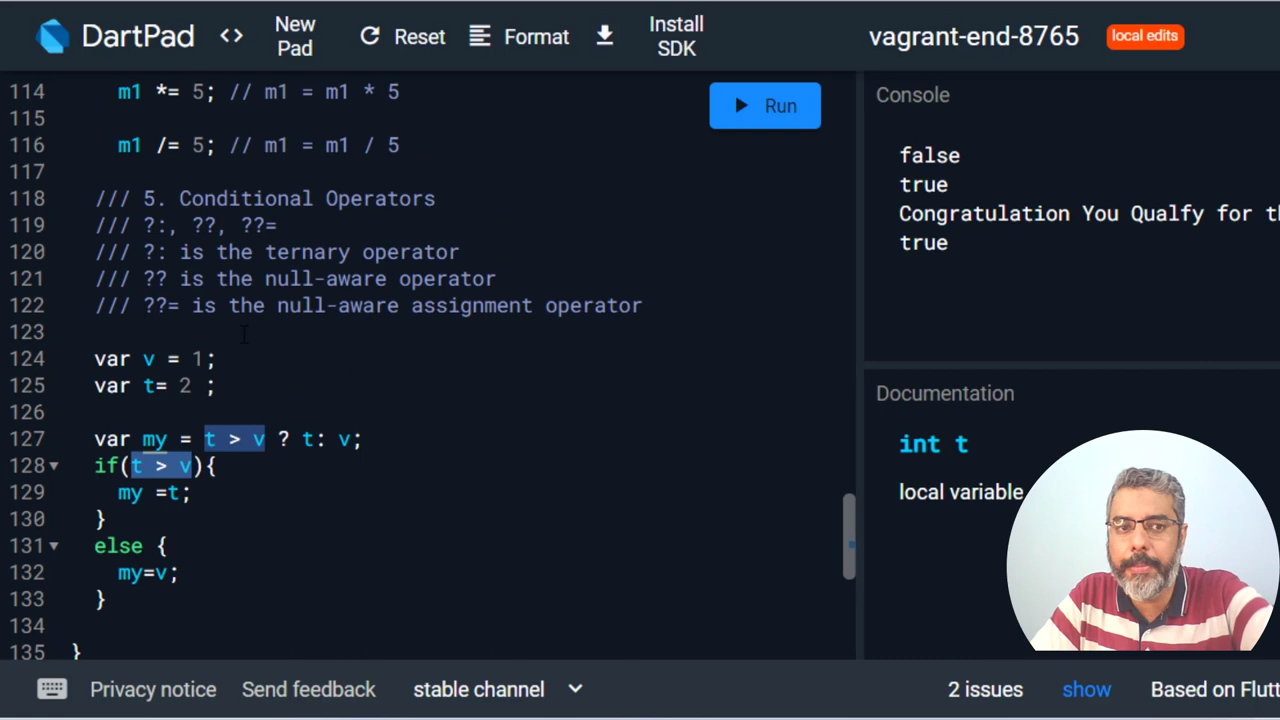 DartPad <> New Pad Reset Format Install SDK vagrant-end-8765 local edits
114 m1 *= 5; // m1 = m1 * 5
115
116 m1 /= 5; // m1 = m1 / 5
117
118 /// 5. Conditional Operators
119 /// ?:, ??, ??=
120 /// ?: is the ternary operator
121 /// ?? is the null-aware operator
122 /// ??= is the null-aware assignment operator
123
124 var v = 1;
125 var t= 2 ;
126
127 var my = t > v ? t: v;
128 if(t > v){
129 my =t;
130 }
131 else {
132 my=v;
133 }
134
135 }
Run
Console
false
true
Congratulation You Qualfy for
true
Documentation
int t
local variable
Privacy notice Send feedback stable channel 2 issues show Based on